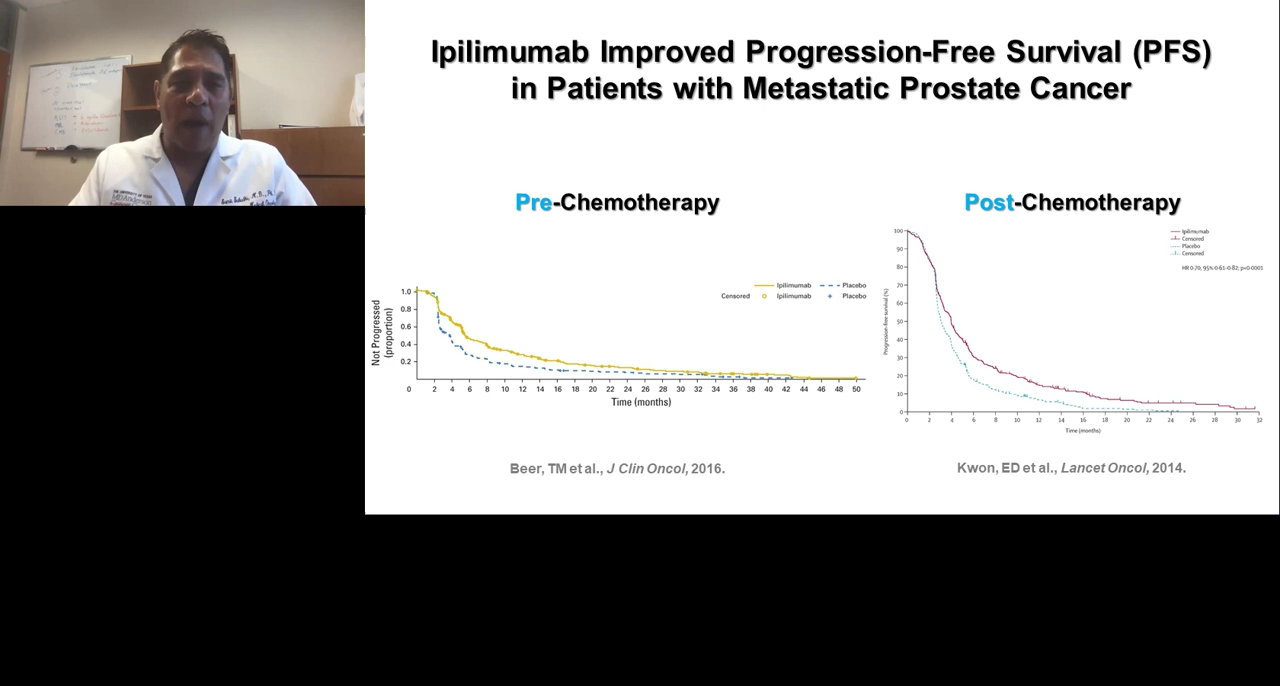 Ipilimumab Improved Progression-Free Survival (PFS)
in Patients with Metastatic Prostate Cancer
Pre-Chemotherapy
Post-Chemotherapy
Not Progressed
(proportion)
1.0
0.8
0.6
0.4
0.2
0 2 4 6 8 10 12 14 16 18 20 22 24 26 28 30 32 34 36 38 40 42 44 46 48 50
Time (months)
Ipilimumab Placebo
Censored Ipilimumab Placebo
Progression-free survival (%)
100
90
80
70
60
50
40
30
20
10
0
0 2 4 6 8 10 12 14 16 18 20 22 24 26 28 30 32
Time (months)
Ipilimumab
Censored
Placebo
Censored
HR 0·70, 95% 0·61–0·82; p<0·0001
Beer, TM et al., J Clin Oncol, 2016.
Kwon, ED et al., Lancet Oncol, 2014.
MDAnderson